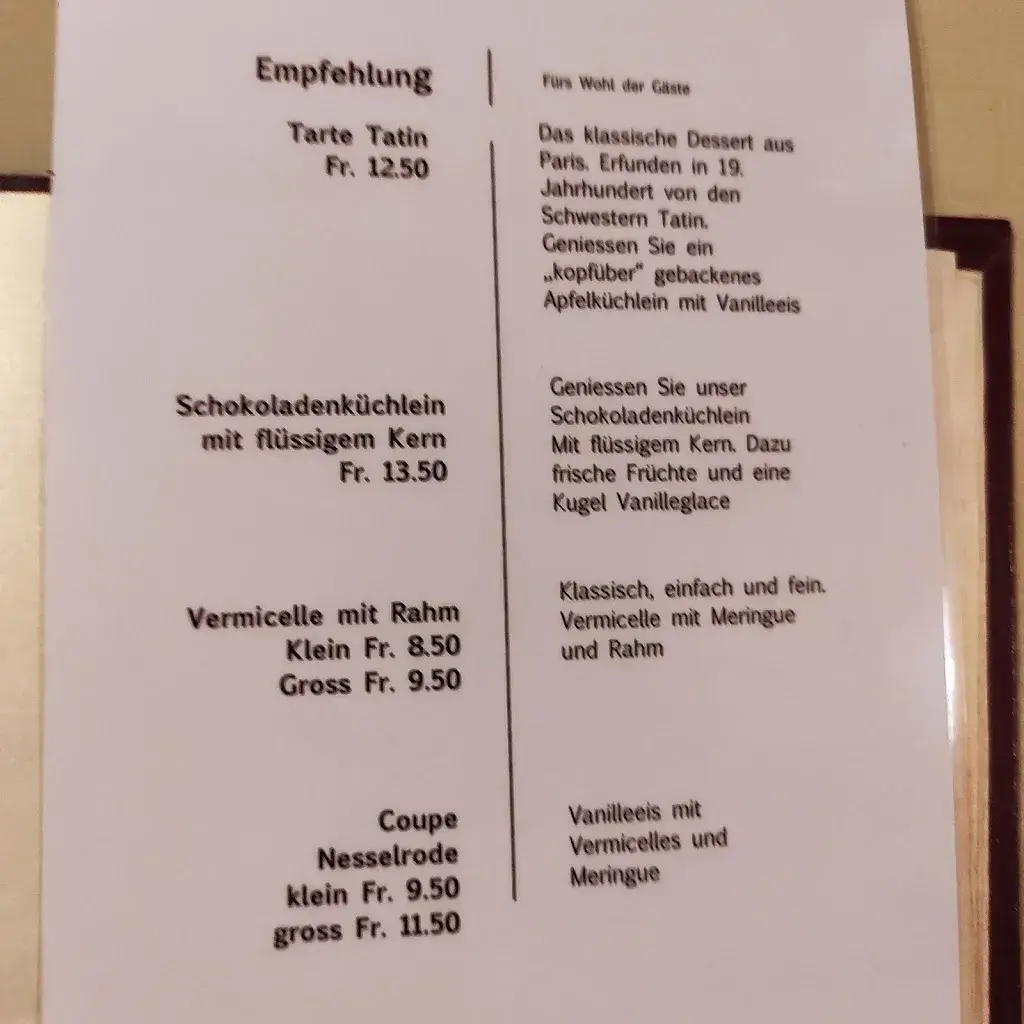 Empfehlung
Fürs Wohl der Gäste
Tarte Tatin
Fr. 12.50
Das klassische Dessert aus
Paris. Erfunden in 19.
Jahrhundert von den
Schwestern Tatin.
Geniessen Sie ein
„kopfüber“ gebackenes
Apfelküchlein mit Vanilleeis
Schokoladenküchlein
mit flüssigem Kern
Fr. 13.50
Geniessen Sie unser
Schokoladenküchlein
Mit flüssigem Kern. Dazu
frische Früchte und eine
Kugel Vanilleglace
Vermicelle mit Rahm
Klein Fr. 8.50
Gross Fr. 9.50
Klassisch, einfach und fein.
Vermicelle mit Meringue
und Rahm
Coupe
Nesselrode
klein Fr. 9.50
gross Fr. 11.50
Vanilleeis mit
Vermicelles und
Meringue